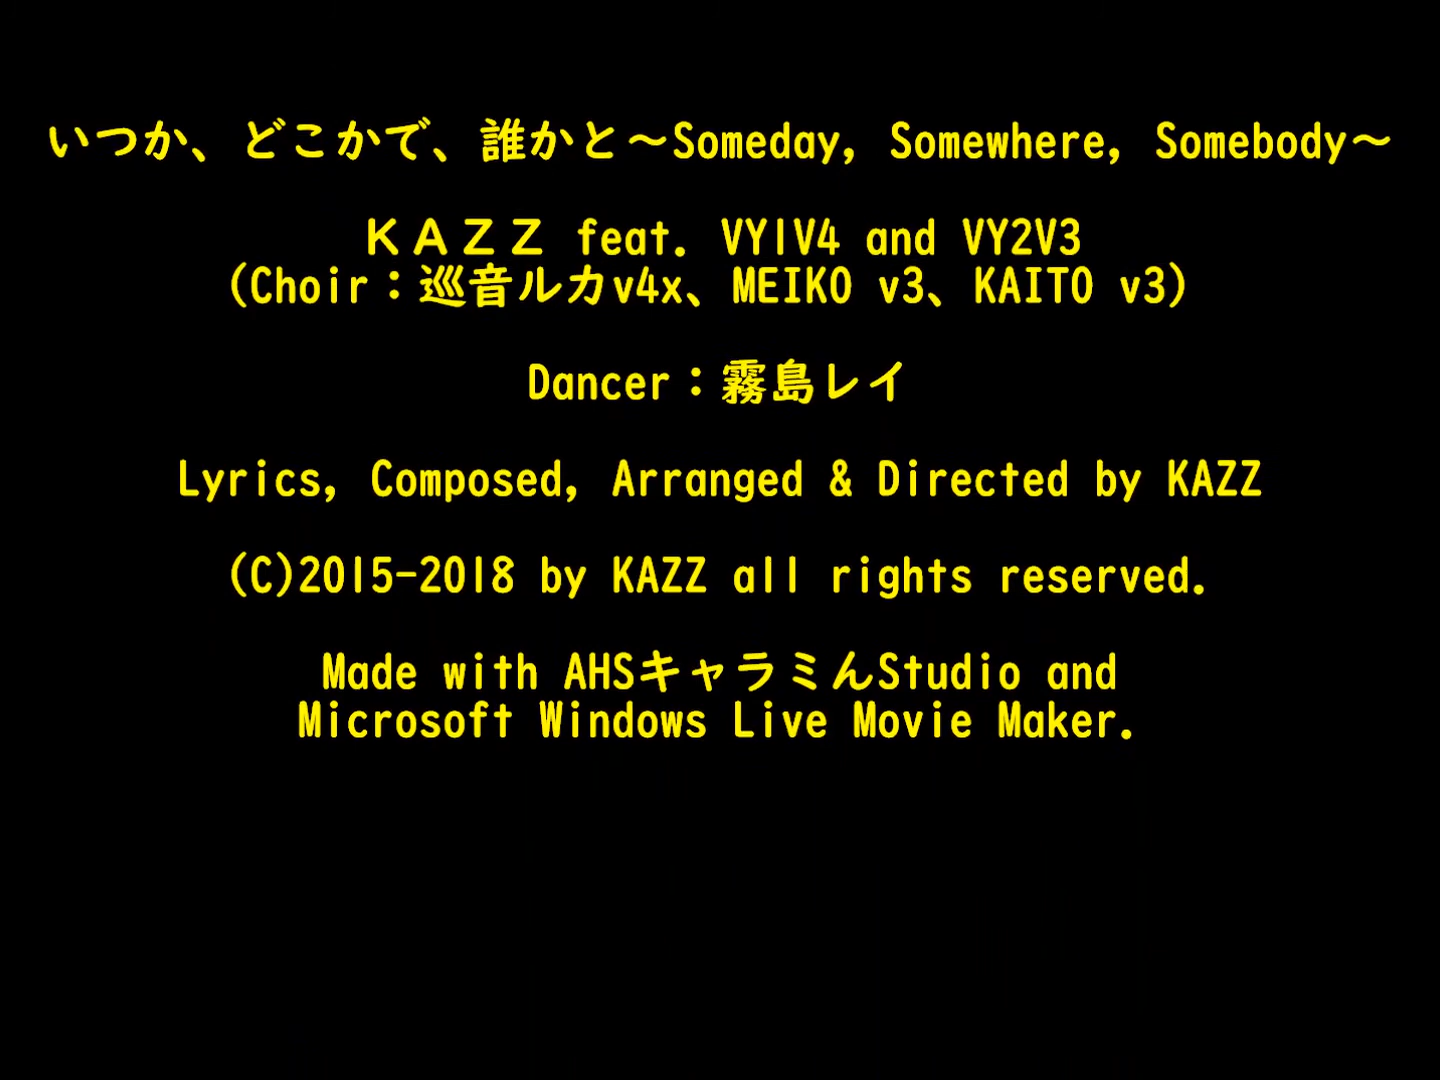 いつか、どこかで、誰かと～Someday, Somewhere, Somebody～
ＫＡＺＺ feat. VY1V4 and VY2V3
(Choir：巡音ルカv4x、MEIKO v3、KAITO v3)
Dancer：霧島レイ
Lyrics, Composed, Arranged & Directed by KAZZ
(C)2015-2018 by KAZZ all rights reserved.
Made with AHSキャラミんStudio and
Microsoft Windows Live Movie Maker.